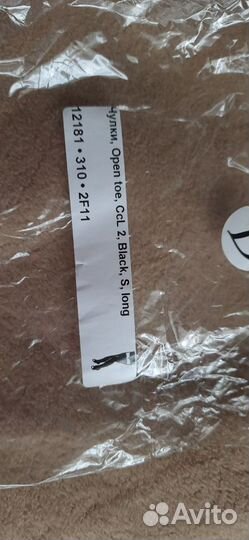 Чулки, Open toe, CcL 2, Black, S, long
12181 • 310 • 2F11
Avito